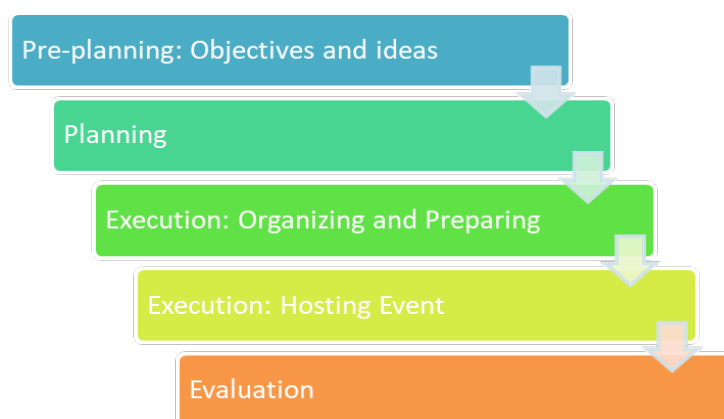 Pre-planning: Objectives and ideas
Planning
Execution: Organizing and Preparing
Execution: Hosting Event
Evaluation